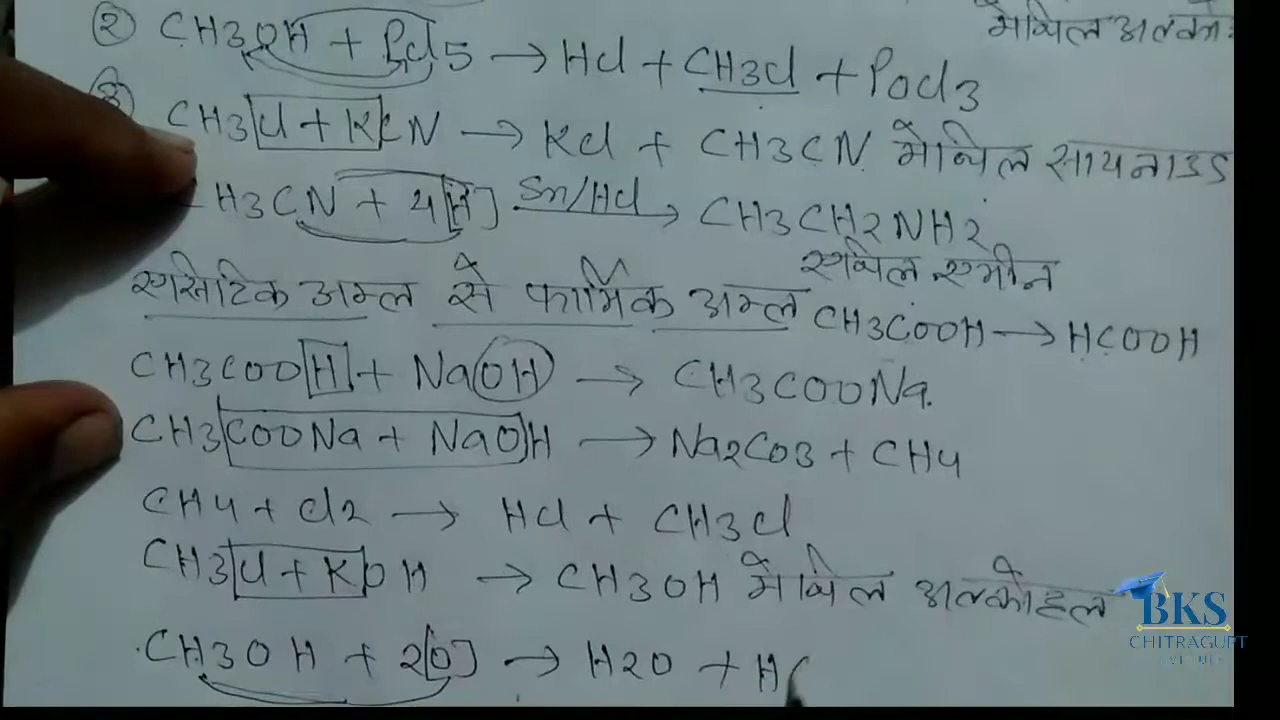 मेथिल अल्को
② CH3OH + PCl5 → HCl + CH3Cl + POCl3
③ CH3Cl + KCN → KCl + CH3CN मेथिल सायनाइड
H3CN + 4[H] Sn/HCl → CH3CH2NH2
एथिल एमीन
एसिटिक अम्ल से फार्मिक अम्ल CH3COOH → HCOOH
CH3COOH + NaOH → CH3COONa.
CH3COONa + NaOH → Na2CO3 + CH4
CH4 + Cl2 → HCl + CH3Cl
CH3Cl + KOH → CH3OH मेथिल अल्कोहल
CH3OH + 2[O] → H2O + HC
BKS
CHITRAGUPT